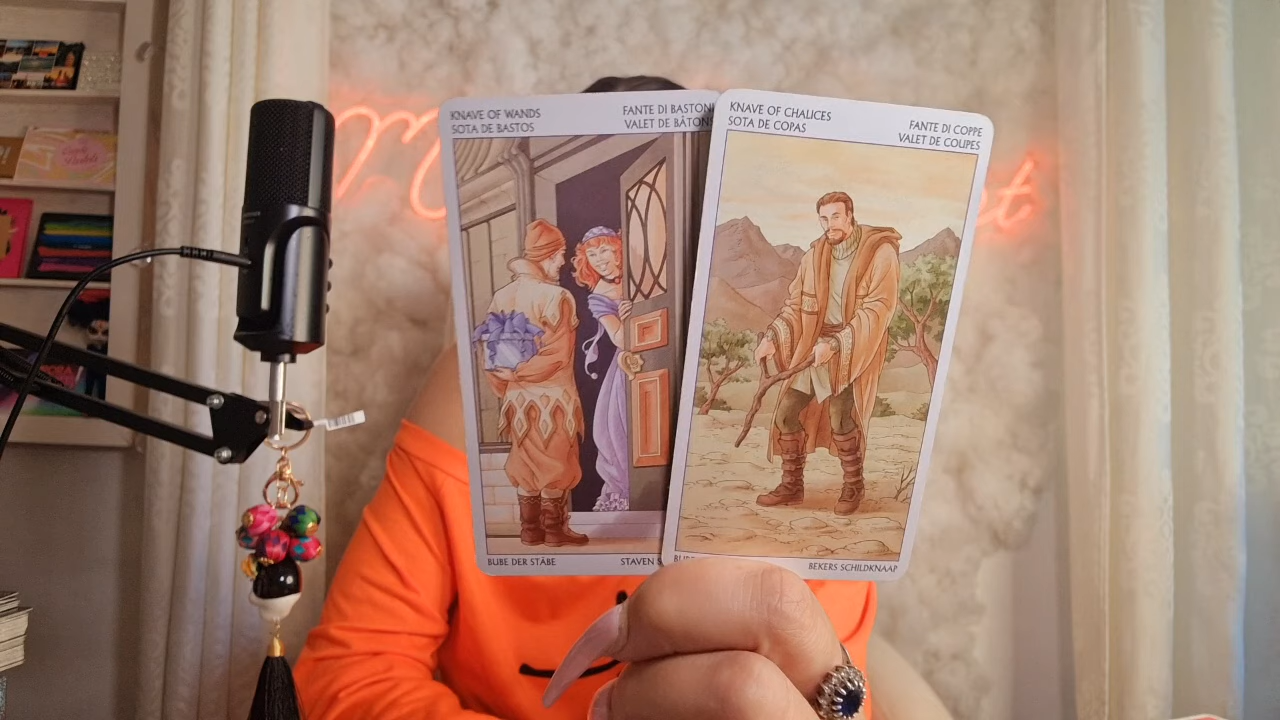 KNAVE OF WANDS
SOTA DE BASTOS
FANTE DI BASTONI
VALET DE BÂTONS
KNAVE OF CHALICES
SOTA DE COPAS
FANTE DI COPPE
VALET DE COUPES
BUBE DER STÄBE
STAVEN
BEKERS SCHILDKNAAP